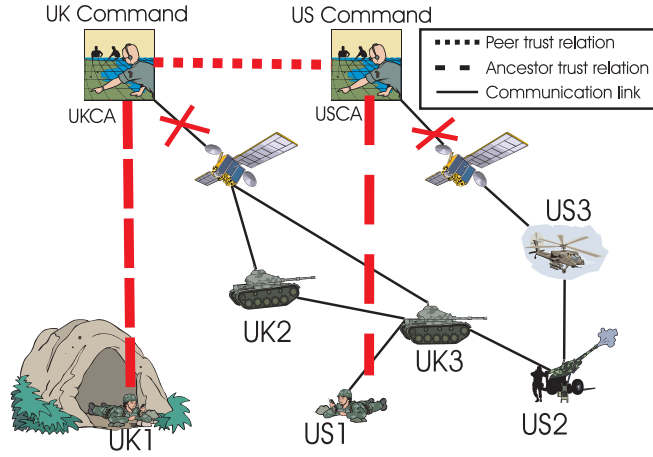 UK Command
US Command
Peer trust relation
Ancestor trust relation
Communication link
UKCA
USCA
US3
UK2
UK3
US2
UK1
US1